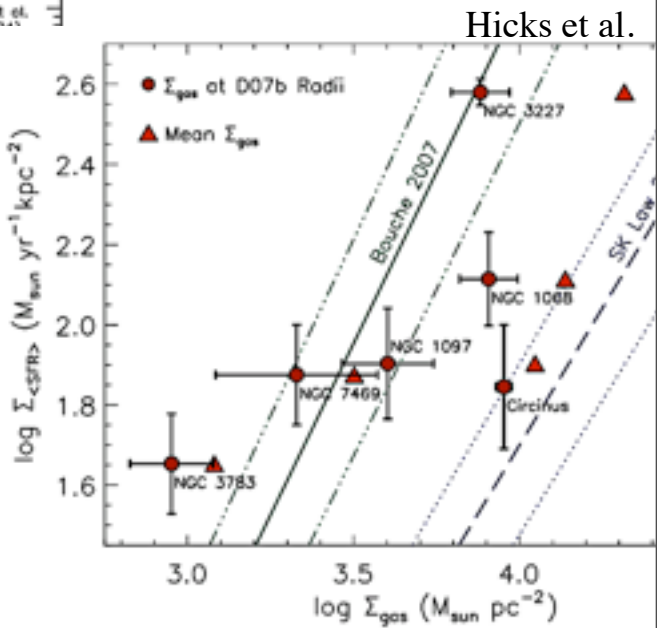 Hicks et al.
Σgas at D07b Radii
Mean Σgas
NGC 3227
Bouche 2007
SK Law
NGC 1068
NGC 1097
NGC 7469
Circinus
NGC 3783
2.6
2.4
2.2
2.0
1.8
1.6
log Σ<SFR> (Msun yr⁻¹ kpc⁻²)
3.0 3.5 4.0
log Σgas (Msun pc⁻²)